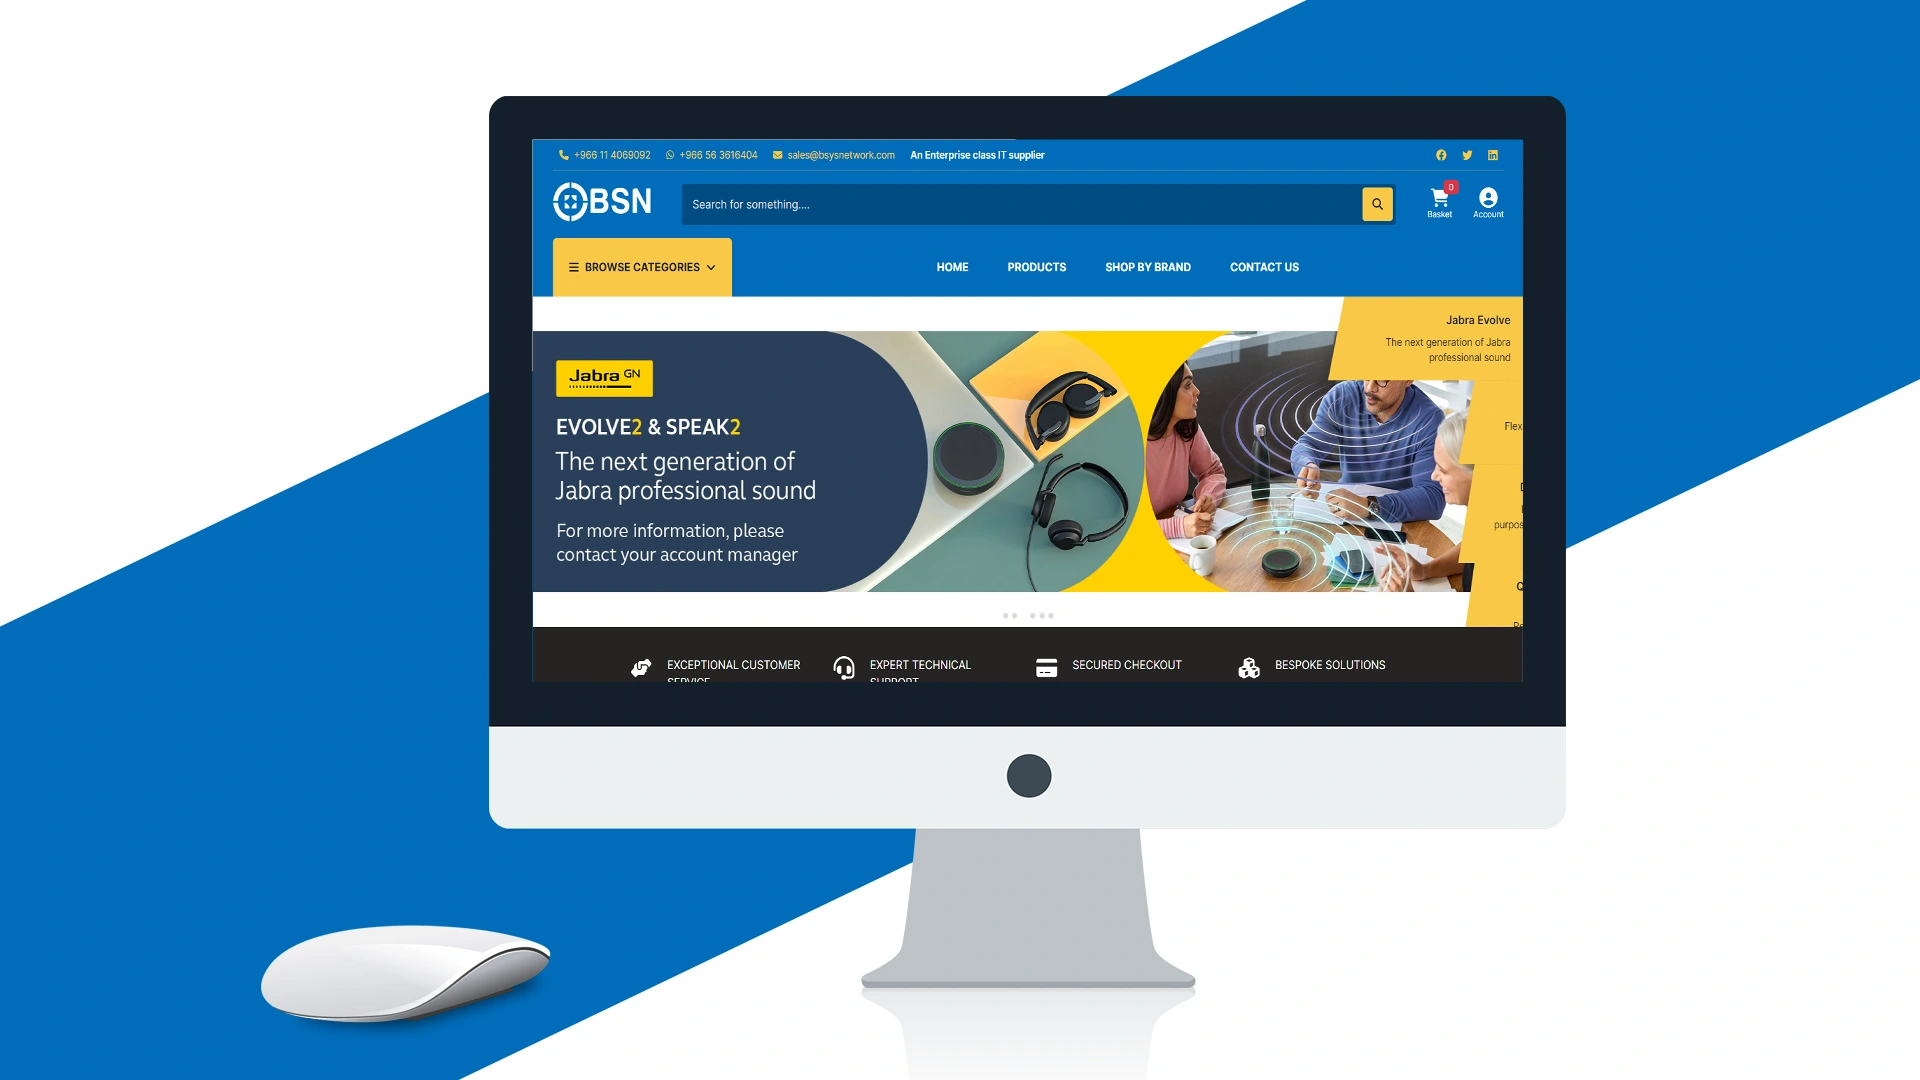 +966 11 4069092 +966 56 3616404 sales@bsysnetwork.com An Enterprise class IT supplier
BSN
Search for something....
0
Basket Account
BROWSE CATEGORIES HOME PRODUCTS SHOP BY BRAND CONTACT US
Jabra Evolve
The next generation of Jabra
professional sound
Jabra GN
EVOLVE2 & SPEAK2
The next generation of
Jabra professional sound
For more information, please
contact your account manager
Flex
purpos
EXCEPTIONAL CUSTOMER
SERVICE
EXPERT TECHNICAL
SUPPORT
SECURED CHECKOUT
BESPOKE SOLUTIONS